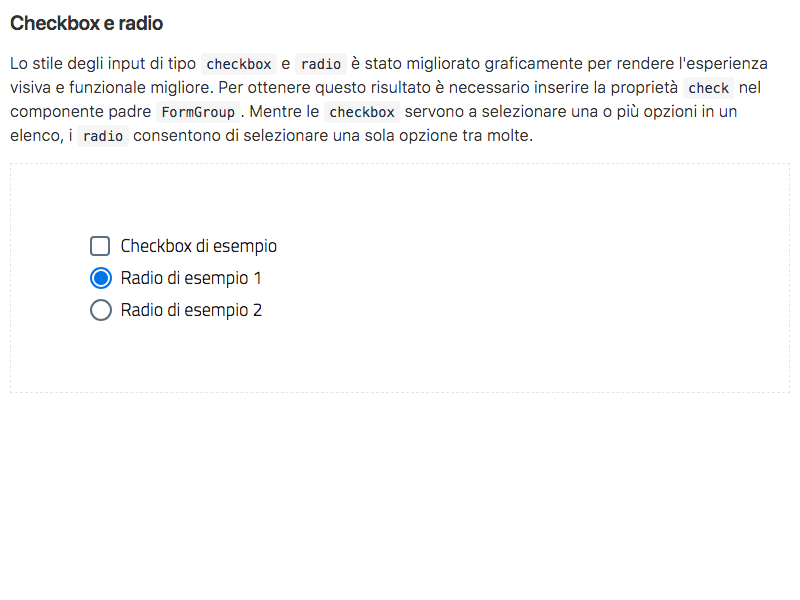 Checkbox e radio
Lo stile degli input di tipo checkbox e radio è stato migliorato graficamente per rendere l'esperienza
visiva e funzionale migliore. Per ottenere questo risultato è necessario inserire la proprietà check nel
componente padre FormGroup . Mentre le checkbox servono a selezionare una o più opzioni in un
elenco, i radio consentono di selezionare una sola opzione tra molte.
Checkbox di esempio
Radio di esempio 1
Radio di esempio 2